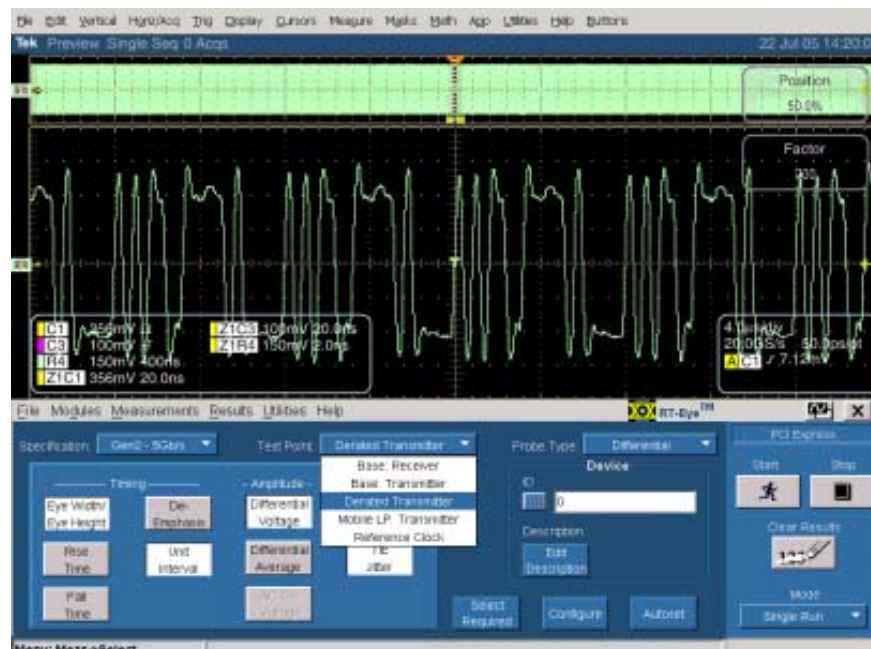 File Edit Vertical Horiz/Acq Trig Display Cursors Measure Masks Math App Utilities Help Buttons
Tek Preview Single Seq 0 Acqs 22 Jul 05 14:20:0
Position
50.0%
Factor
200
C1 356mV
C3 100mV
R4 150mV 400ns
Z1C1 356mV 20.0ns
Z1C3 100mV 20.0ns
Z1R4 150mV 2.0ns
20.0GS/s 50.0ps/pt
A C1 7.12mV
File Modules Measurements Results Utilities Help RT-Eye™
Specification: Gen2 - 5Gb/s Test Point: Derated Transmitter Probe Type: Differential
Base: Receiver
Base: Transmitter
Derated Transmitter
Mobile LP: Transmitter
Reference Clock
Timing
Eye Width/
Eye Height
De-
Emphasis
Rise
Time
Unit
Interval
Fall
Time
Amplitude
Differential
Voltage
Differential
Average
TIE
Jitter
Device
ID
0
Description
Edit
Description
Select
Required
Configure
Autoset
PCI Express
Start Stop
Clear Results
Mode
Single Run